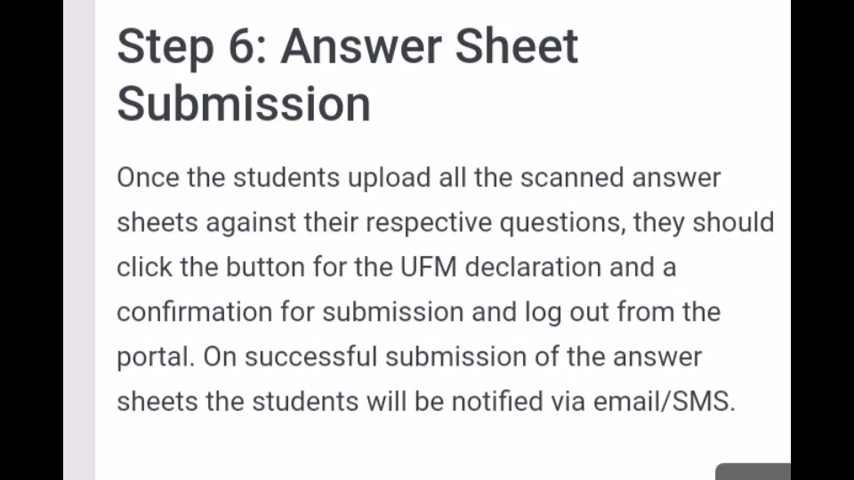 Step 6: Answer Sheet
Submission
Once the students upload all the scanned answer
sheets against their respective questions, they should
click the button for the UFM declaration and a
confirmation for submission and log out from the
portal. On successful submission of the answer
sheets the students will be notified via email/SMS.